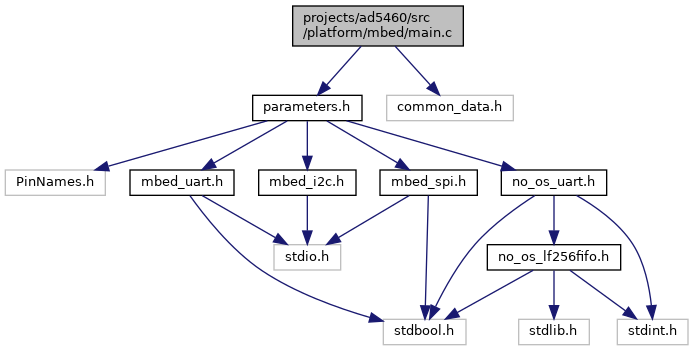 projects/ad5460/src
/platform/mbed/main.c
parameters.h
common_data.h
PinNames.h
mbed_uart.h
mbed_i2c.h
mbed_spi.h
no_os_uart.h
stdio.h
no_os_lf256fifo.h
stdbool.h
stdlib.h
stdint.h